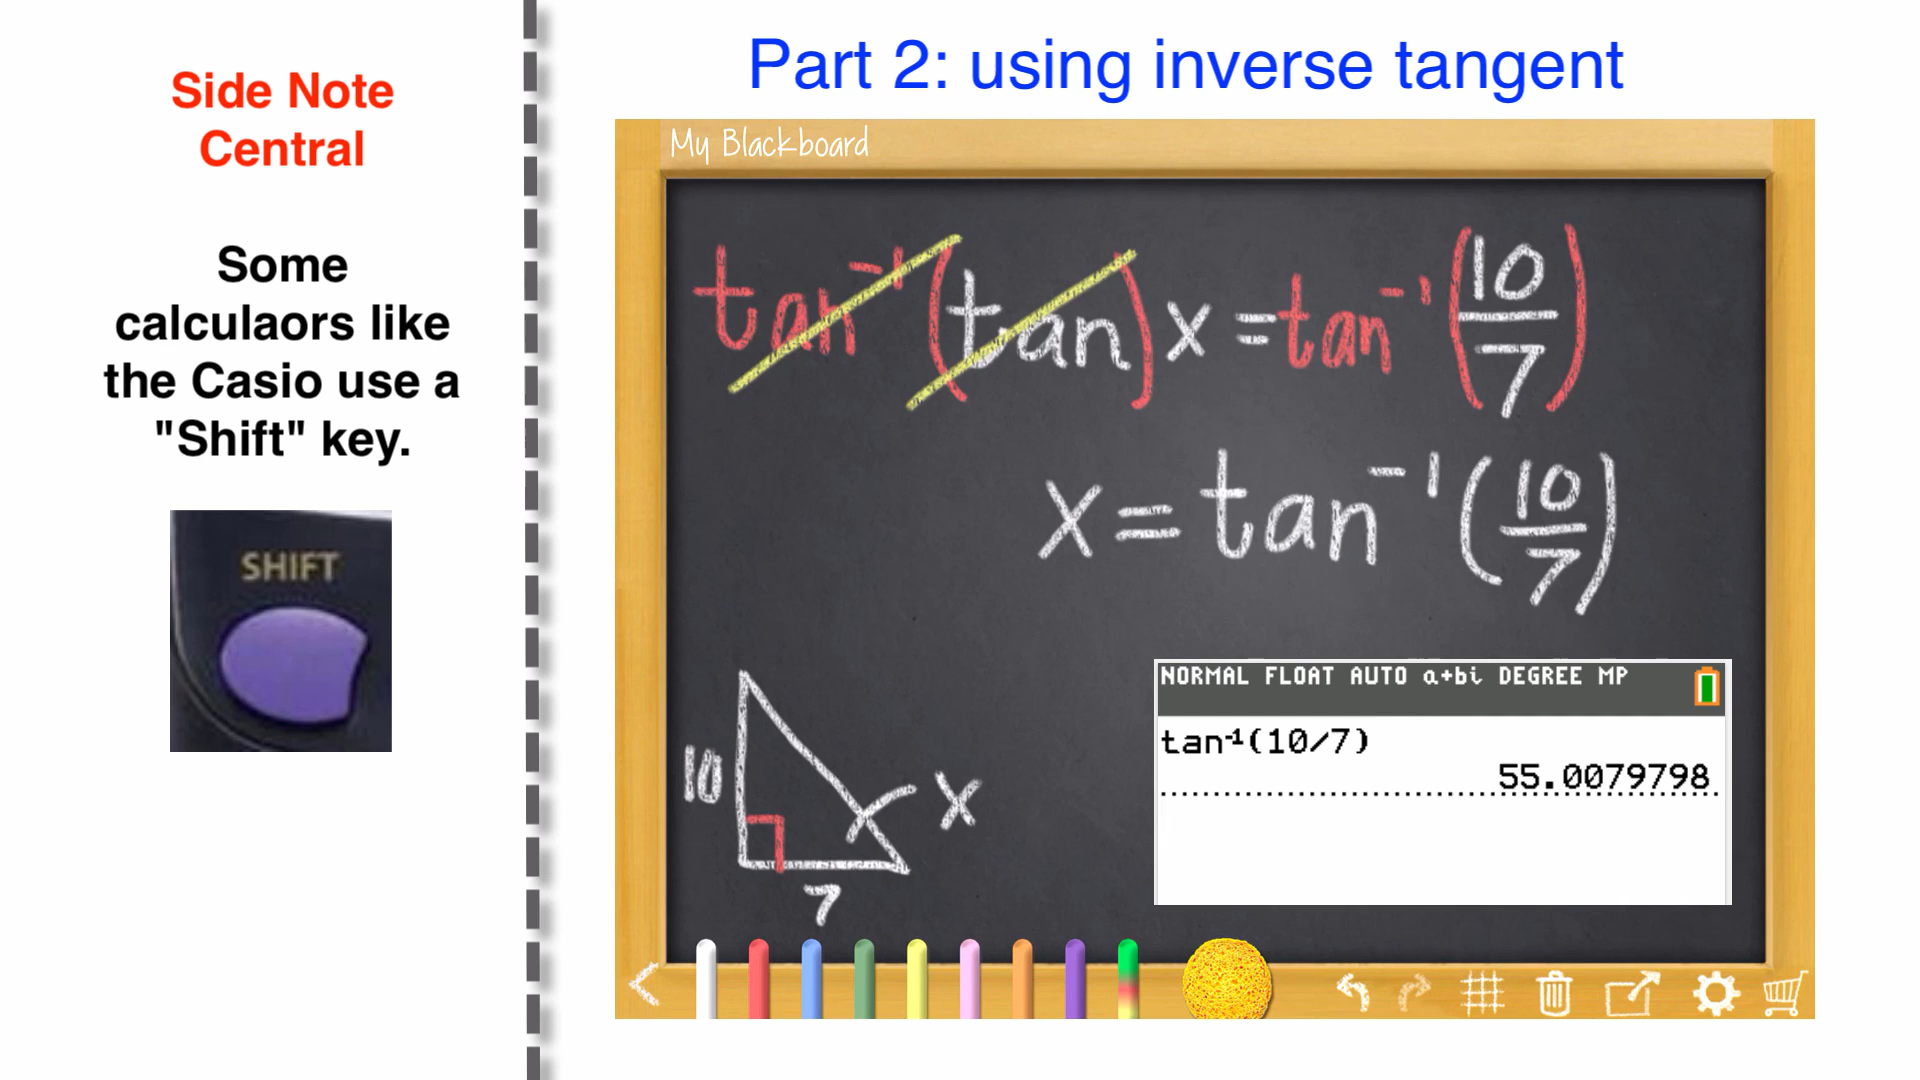 Side Note
Central
Some
calculaors like
the Casio use a
"Shift" key.
SHIFT
Part 2: using inverse tangent
My Blackboard
tan⁻¹(tan)x=tan⁻¹(10/7)
x=tan⁻¹(10/7)
10
x
7
NORMAL FLOAT AUTO a+bi DEGREE MP
tan⁻¹(10/7)
55.0079798